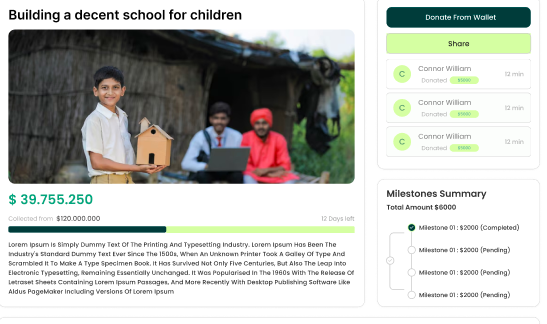 Building a decent school for children
$ 39.755.250
Collected from $120.000.000
12 Days left
Lorem Ipsum Is Simply Dummy Text Of The Printing And Typesetting Industry. Lorem Ipsum Has Been The
Industry's Standard Dummy Text Ever Since The 1500s, When An Unknown Printer Took A Galley Of Type And
Scrambled It To Make A Type Specimen Book. It Has Survived Not Only Five Centuries, But Also The Leap Into
Electronic Typesetting, Remaining Essentially Unchanged. It Was Popularised In The 1960s With The Release Of
Letraset Sheets Containing Lorem Ipsum Passages, And More Recently With Desktop Publishing Software Like
Aldus PageMaker Including Versions Of Lorem Ipsum
Donate From Wallet
Share
C
Connor William
Donated $5000
12 min
C
Connor William
Donated $5000
12 min
C
Connor William
Donated $5000
12 min
Milestones Summary
Total Amount $6000
Milestone 01 : $2000 (Completed)
Milestone 01 : $2000 (Pending)
Milestone 01 : $2000 (Pending)
Milestone 01 : $2000 (Pending)